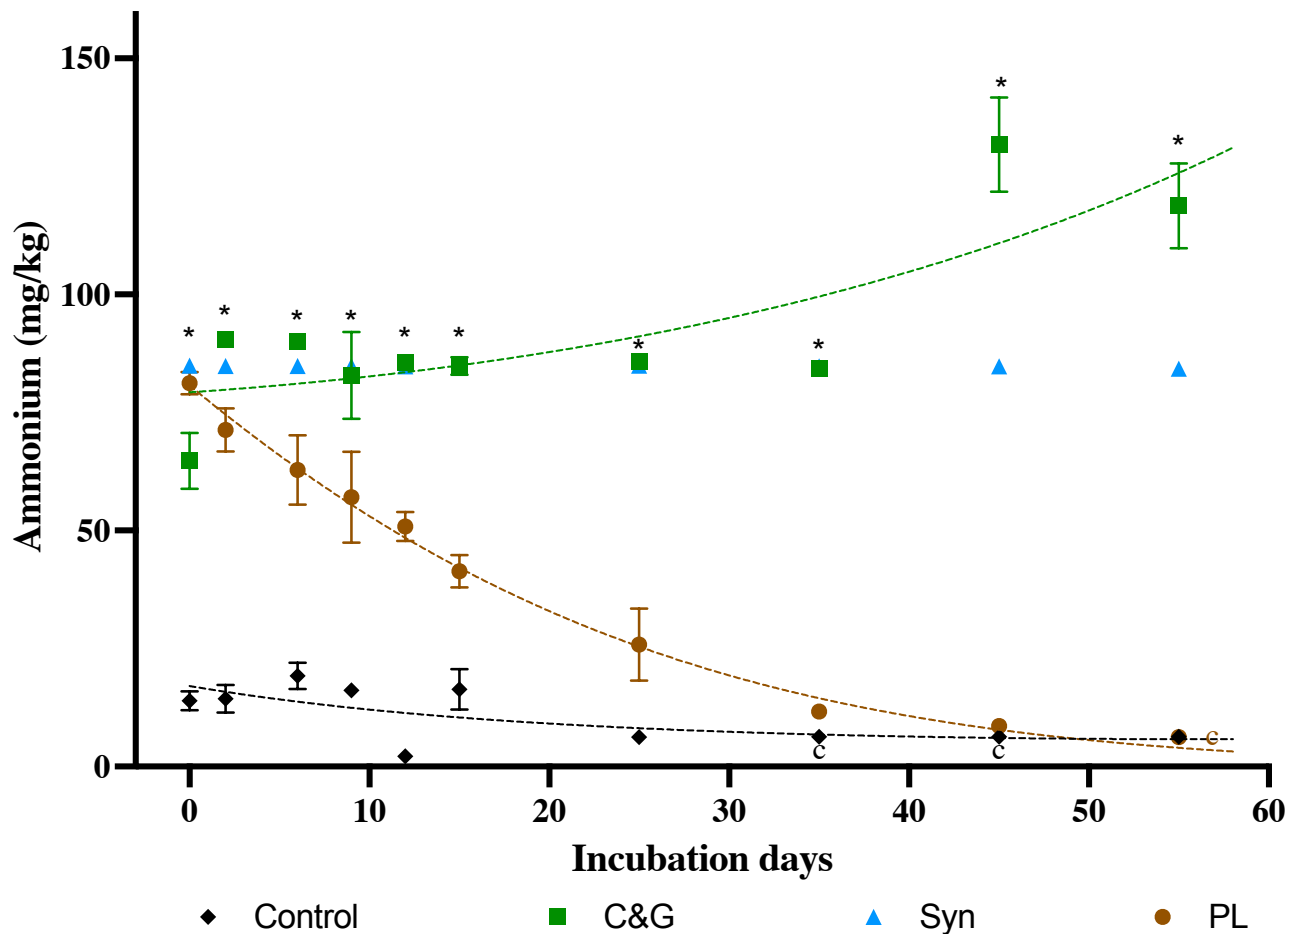 150
*
*
Ammonium (mg/kg)
100
* * * * * * * *
50
0
c c c
0 10 20 30 40 50 60
Incubation days
Control C&G Syn PL